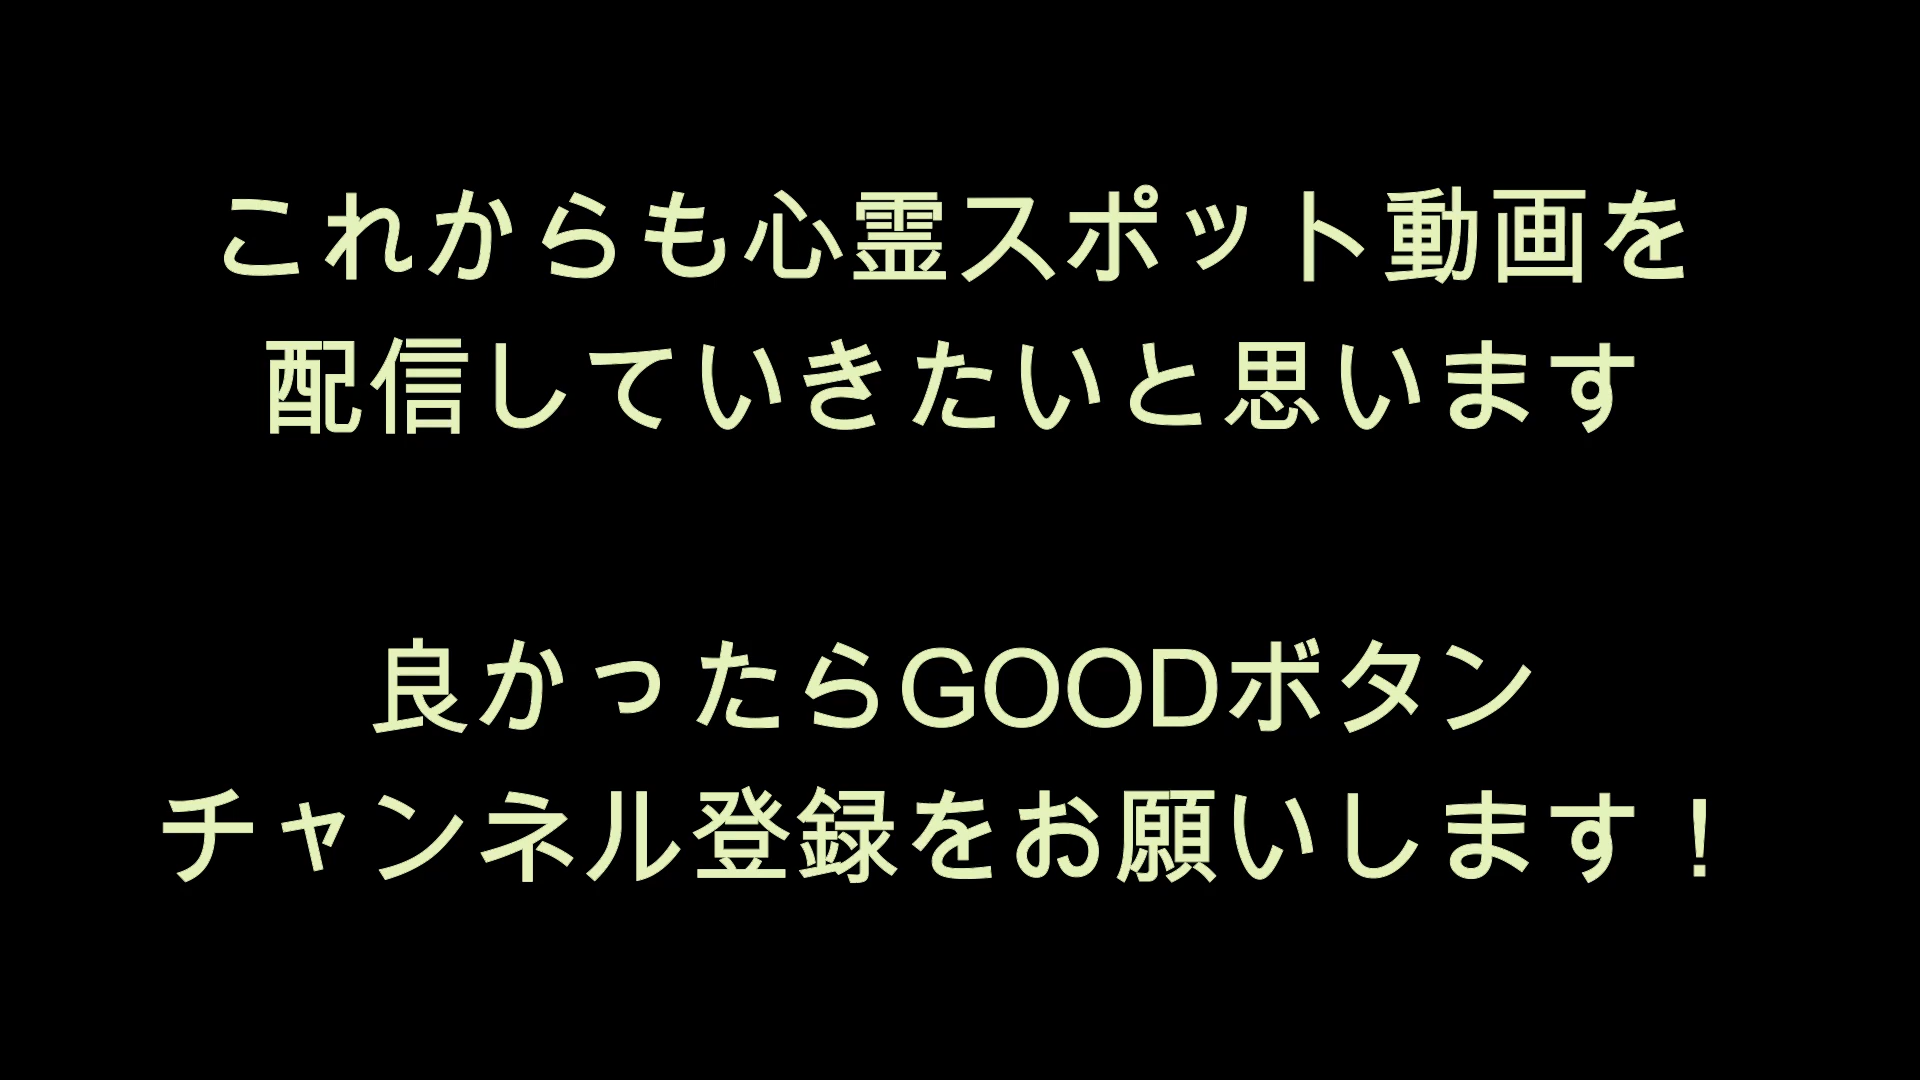 これからも心霊スポット動画を
配信していきたいと思います
良かったらGOODボタン
チャンネル登録をお願いします！